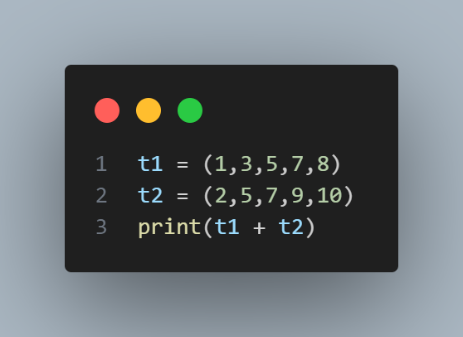 1 t1 = (1,3,5,7,8)
2 t2 = (2,5,7,9,10)
3 print(t1 + t2)